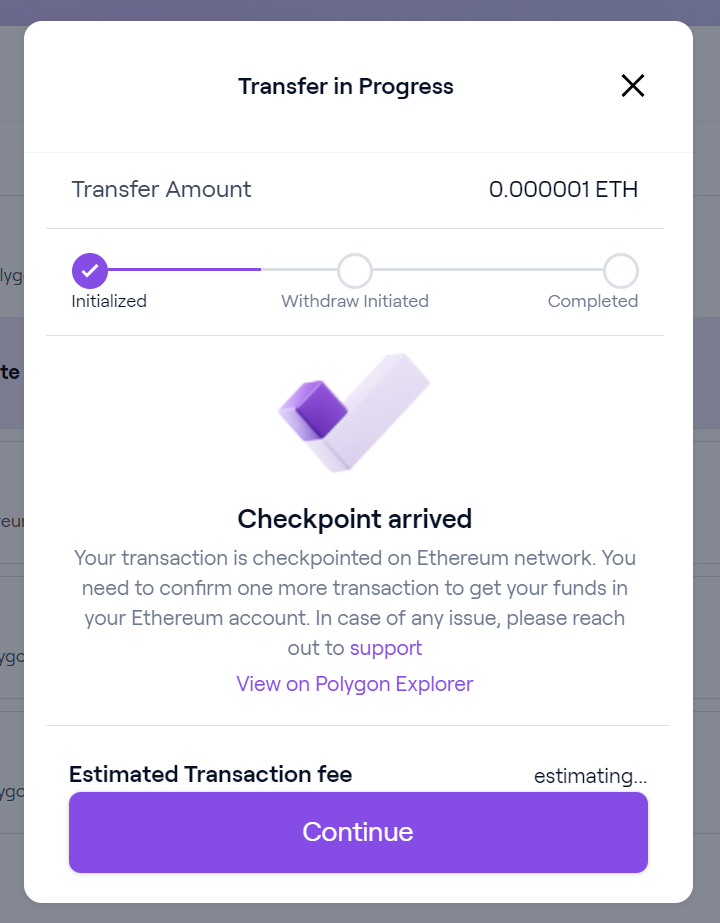 Transfer in Progress
Transfer Amount 0.000001 ETH
Initialized Withdraw Initiated Completed
Checkpoint arrived
Your transaction is checkpointed on Ethereum network. You
need to confirm one more transaction to get your funds in
your Ethereum account. In case of any issue, please reach
out to support
View on Polygon Explorer
Estimated Transaction fee estimating...
Continue